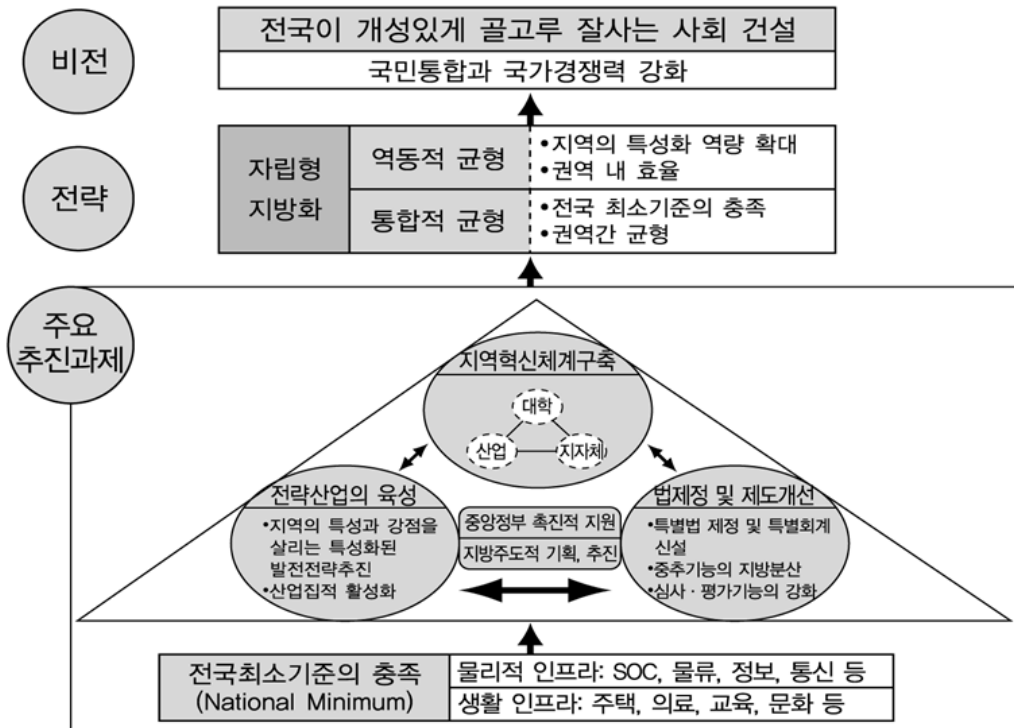 비전
전국이 개성있게 골고루 잘사는 사회 건설
국민통합과 국가경쟁력 강화
전략
자립형
지방화
역동적 균형
•지역의 특성화 역량 확대
•권역 내 효율
통합적 균형
•전국 최소기준의 충족
•권역간 균형
주요
추진과제
지역혁신체계구축
대학
산업
지자체
전략산업의 육성
•지역의 특성과 강점을
살리는 특성화된
발전전략추진
•산업집적 활성화
중앙정부 촉진적 지원
지방주도적 기획, 추진
법제정 및 제도개선
•특별법 제정 및 특별회계
신설
•중추기능의 지방분산
•심사·평가기능의 강화
전국최소기준의 충족
(National Minimum)
물리적 인프라: SOC, 물류, 정보, 통신 등
생활 인프라: 주택, 의료, 교육, 문화 등